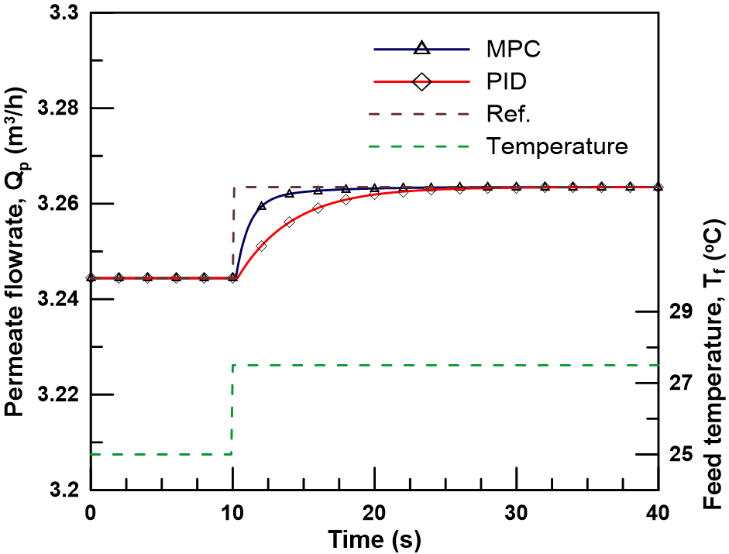 3.3
3.28
3.26
3.24
3.22
3.2
Permeate flowrate, Qp (m³/h)
MPC
PID
Ref.
Temperature
29
27
25
Feed temperature, Tf (ºC)
0
10
20
30
40
Time (s)